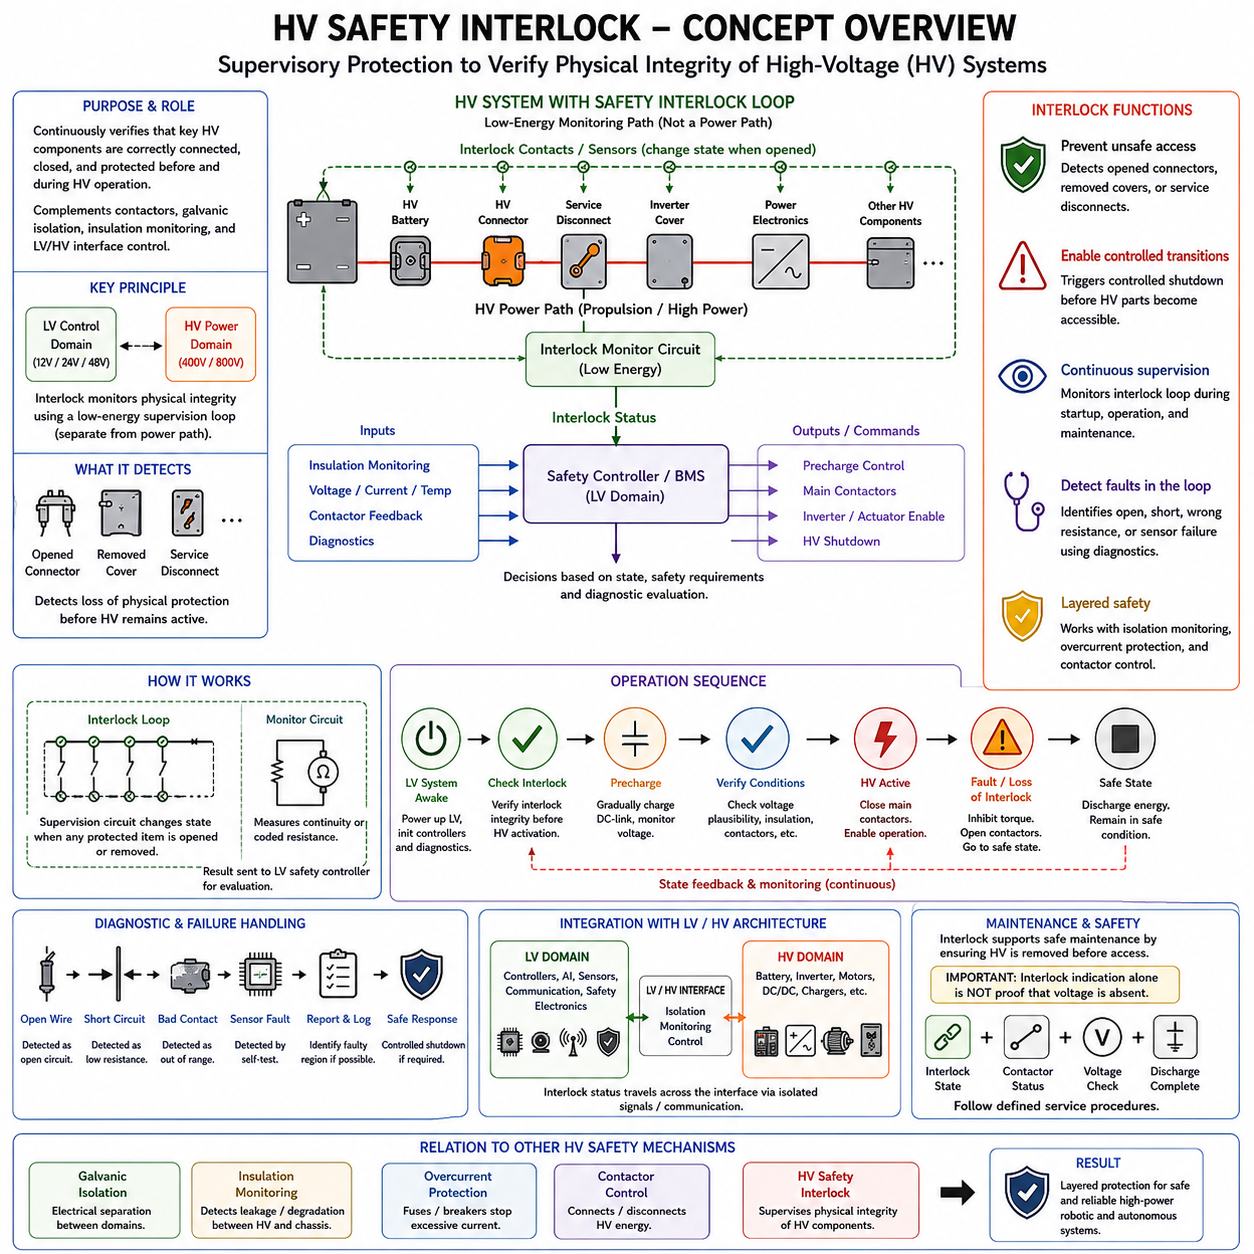 HV SAFETY INTERLOCK – CONCEPT OVERVIEW
Supervisory Protection to Verify Physical Integrity of High-Voltage (HV) Systems
PURPOSE & ROLE
Continuously verifies that key HV
components are correctly connected,
closed, and protected before and
during HV operation.
Complements contactors, galvanic
isolation, insulation monitoring, and
LV/HV interface control.
KEY PRINCIPLE
LV Control
Domain
(12V / 24V / 48V)
HV Power
Domain
(400V / 800V)
Interlock monitors physical integrity
using a low-energy supervision loop
(separate from power path).
WHAT IT DETECTS
Opened
Connector
Removed
Cover
Service
Disconnect
Detects loss of physical protection
before HV remains active.
HV SYSTEM WITH SAFETY INTERLOCK LOOP
Low-Energy Monitoring Path (Not a Power Path)
Interlock Contacts / Sensors (change state when opened)
HV
Battery
HV
Connector
Service
Disconnect
Inverter
Cover
Power
Electronics
Other HV
Components
HV Power Path (Propulsion / High Power)
Interlock Monitor Circuit
(Low Energy)
Interlock Status
Inputs
Insulation Monitoring
Voltage / Current / Temp
Contactor Feedback
Diagnostics
Safety Controller / BMS
(LV Domain)
Outputs / Commands
Precharge Control
Main Contactors
Inverter / Actuator Enable
HV Shutdown
Decisions based on state, safety requirements
and diagnostic evaluation.
INTERLOCK FUNCTIONS
Prevent unsafe access
Detects opened connectors,
removed covers, or service
disconnects.
Enable controlled transitions
Triggers controlled shutdown
before HV parts become
accessible.
Continuous supervision
Monitors interlock loop during
startup, operation, and
maintenance.
Detect faults in the loop
Identifies open, short, wrong
resistance, or sensor failure
using diagnostics.
Layered safety
Works with isolation monitoring,
overcurrent protection, and
contactor control.
HOW IT WORKS
Interlock Loop
Supervision circuit changes state
when any protected item is opened
or removed.
Monitor Circuit
Ω
Measures continuity or
coded resistance.
Result sent to LV safety controller
for evaluation.
OPERATION SEQUENCE
LV System
Awake
Power up LV,
init controllers
and diagnostics.
Check Interlock
Verify interlock
integrity before
HV activation.
Precharge
Gradually charge
DC-link, monitor
voltage.
Verify Conditions
Check voltage
plausibility, insulation,
contactors, etc.
HV Active
Close main
contactors.
Enable operation.
Fault / Loss
of Interlock
Inhibit torque.
Open contactors.
Go to safe state.
Safe State
Discharge energy.
Remain in safe
condition.
State feedback & monitoring (continuous)
DIAGNOSTIC & FAILURE HANDLING
Open Wire
Detected as
open circuit.
Short Circuit
Detected as
low resistance.
Bad Contact
Detected as
out of range.
Sensor Fault
Detected by
self-test.
Report & Log
Identify faulty
region if possible.
Safe Response
Controlled shutdown
if required.
INTEGRATION WITH LV / HV ARCHITECTURE
LV DOMAIN
Controllers, AI, Sensors,
Communication, Safety
Electronics
LV / HV INTERFACE
Isolation
Monitoring
Control
HV DOMAIN
Battery, Inverter, Motors,
DC/DC, Chargers, etc.
Interlock status travels across the interface via isolated
signals / communication.
MAINTENANCE & SAFETY
Interlock supports safe maintenance by
ensuring HV is removed before access.
IMPORTANT: Interlock indication alone
is NOT proof that voltage is absent.
+ + V +
Interlock
State
Contactor
Status
Voltage
Check
Discharge
Complete
Follow defined service procedures.
RELATION TO OTHER HV SAFETY MECHANISMS
Galvanic
Isolation
Electrical separation
between domains.
Insulation
Monitoring
Detects leakage / degradation
between HV and chassis.
Overcurrent
Protection
Fuses / breakers stop
excessive current.
Contactor
Control
Connects / disconnects
HV energy.
HV Safety
Interlock
Supervises physical integrity
of HV components.
RESULT
Layered protection for safe
and reliable high-power
robotic and autonomous
systems.